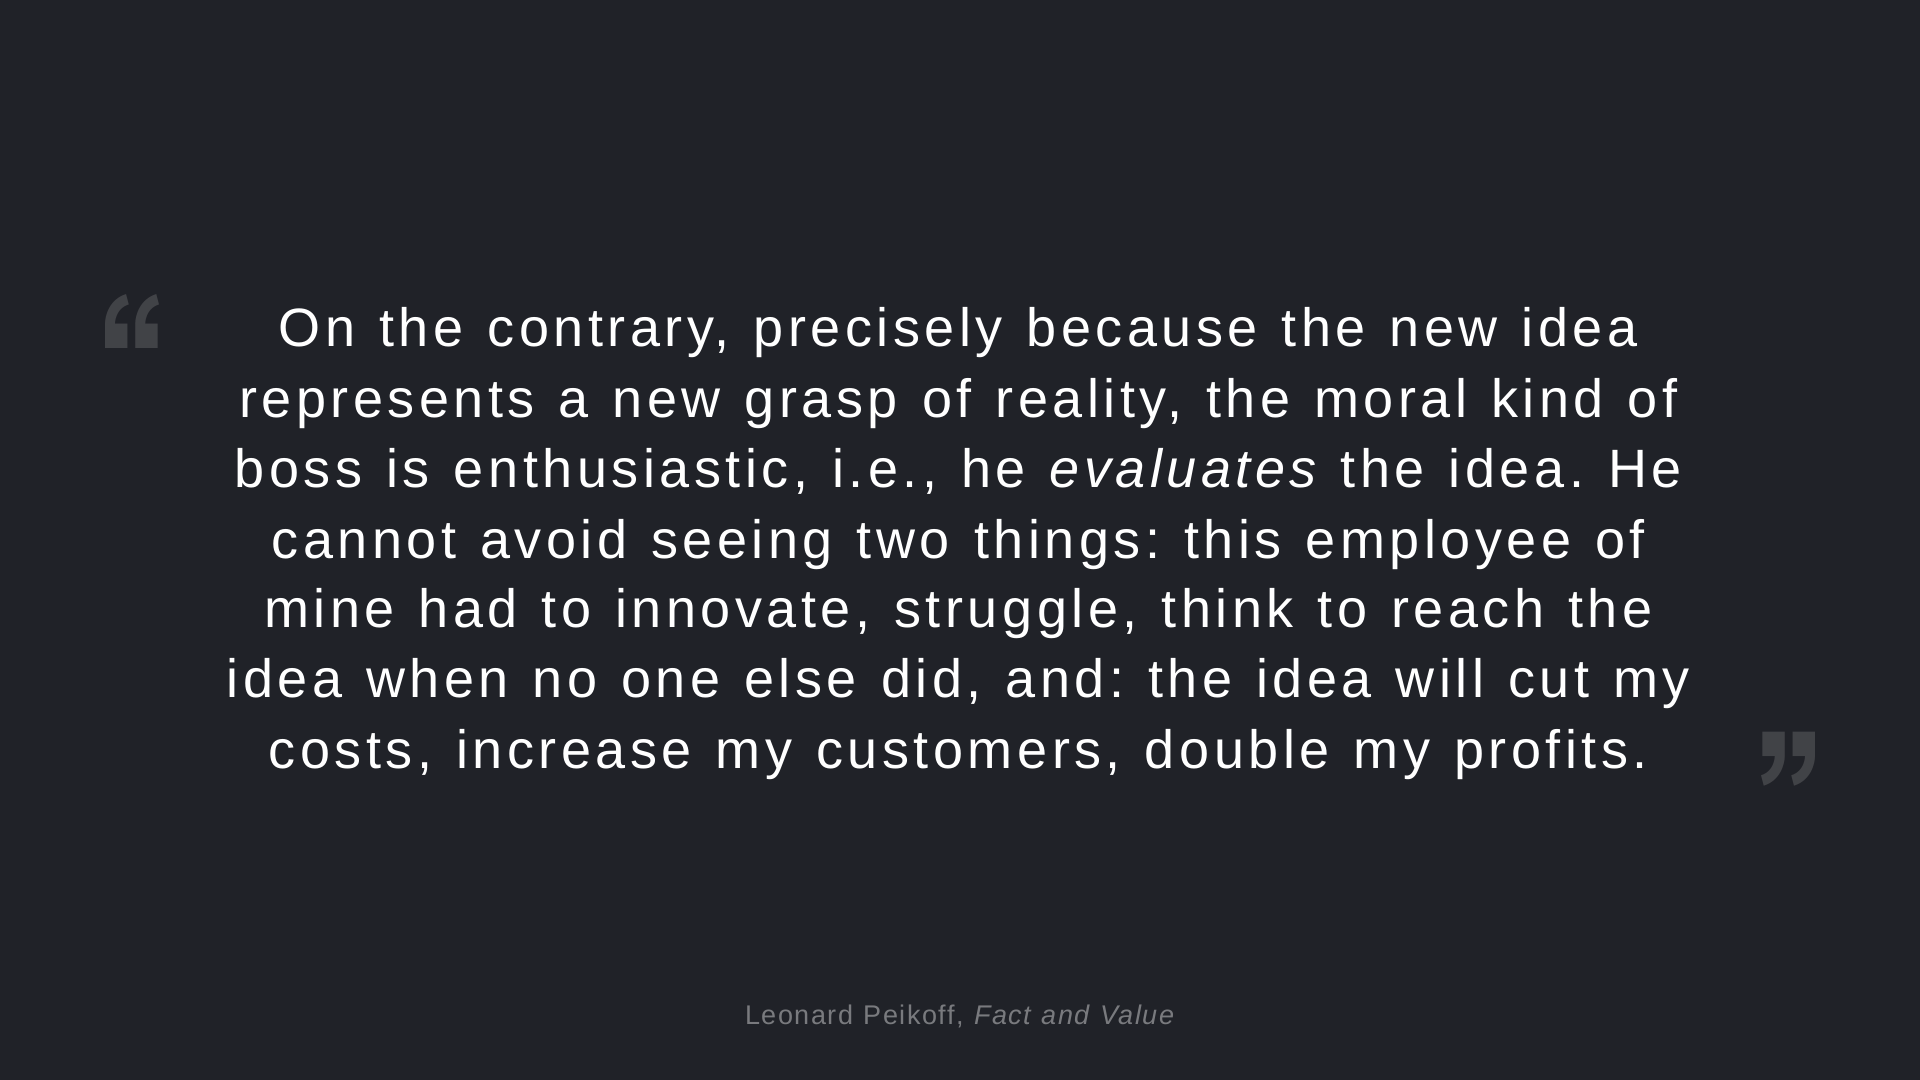 “
On the contrary, precisely because the new idea
represents a new grasp of reality, the moral kind of
boss is enthusiastic, i.e., he evaluates the idea. He
cannot avoid seeing two things: this employee of
mine had to innovate, struggle, think to reach the
idea when no one else did, and: the idea will cut my
costs, increase my customers, double my profits.
”
Leonard Peikoff, Fact and Value